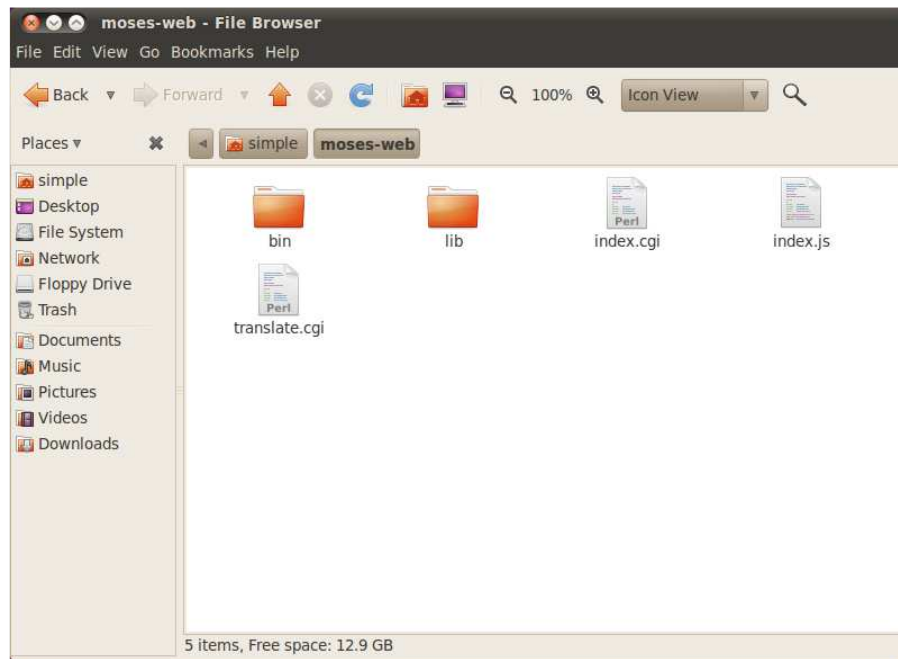 moses-web - File Browser
File Edit View Go Bookmarks Help
Back Forward 100% Icon View
Places simple moses-web
simple
Desktop
File System
Network
Floppy Drive
Trash
Documents
Music
Pictures
Videos
Downloads
bin lib Perl index.cgi index.js
Perl
translate.cgi
5 items, Free space: 12.9 GB